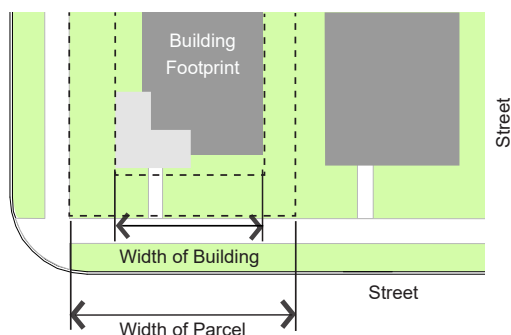 Building
Footprint
Street
Width of Building
Street
Width of Parcel